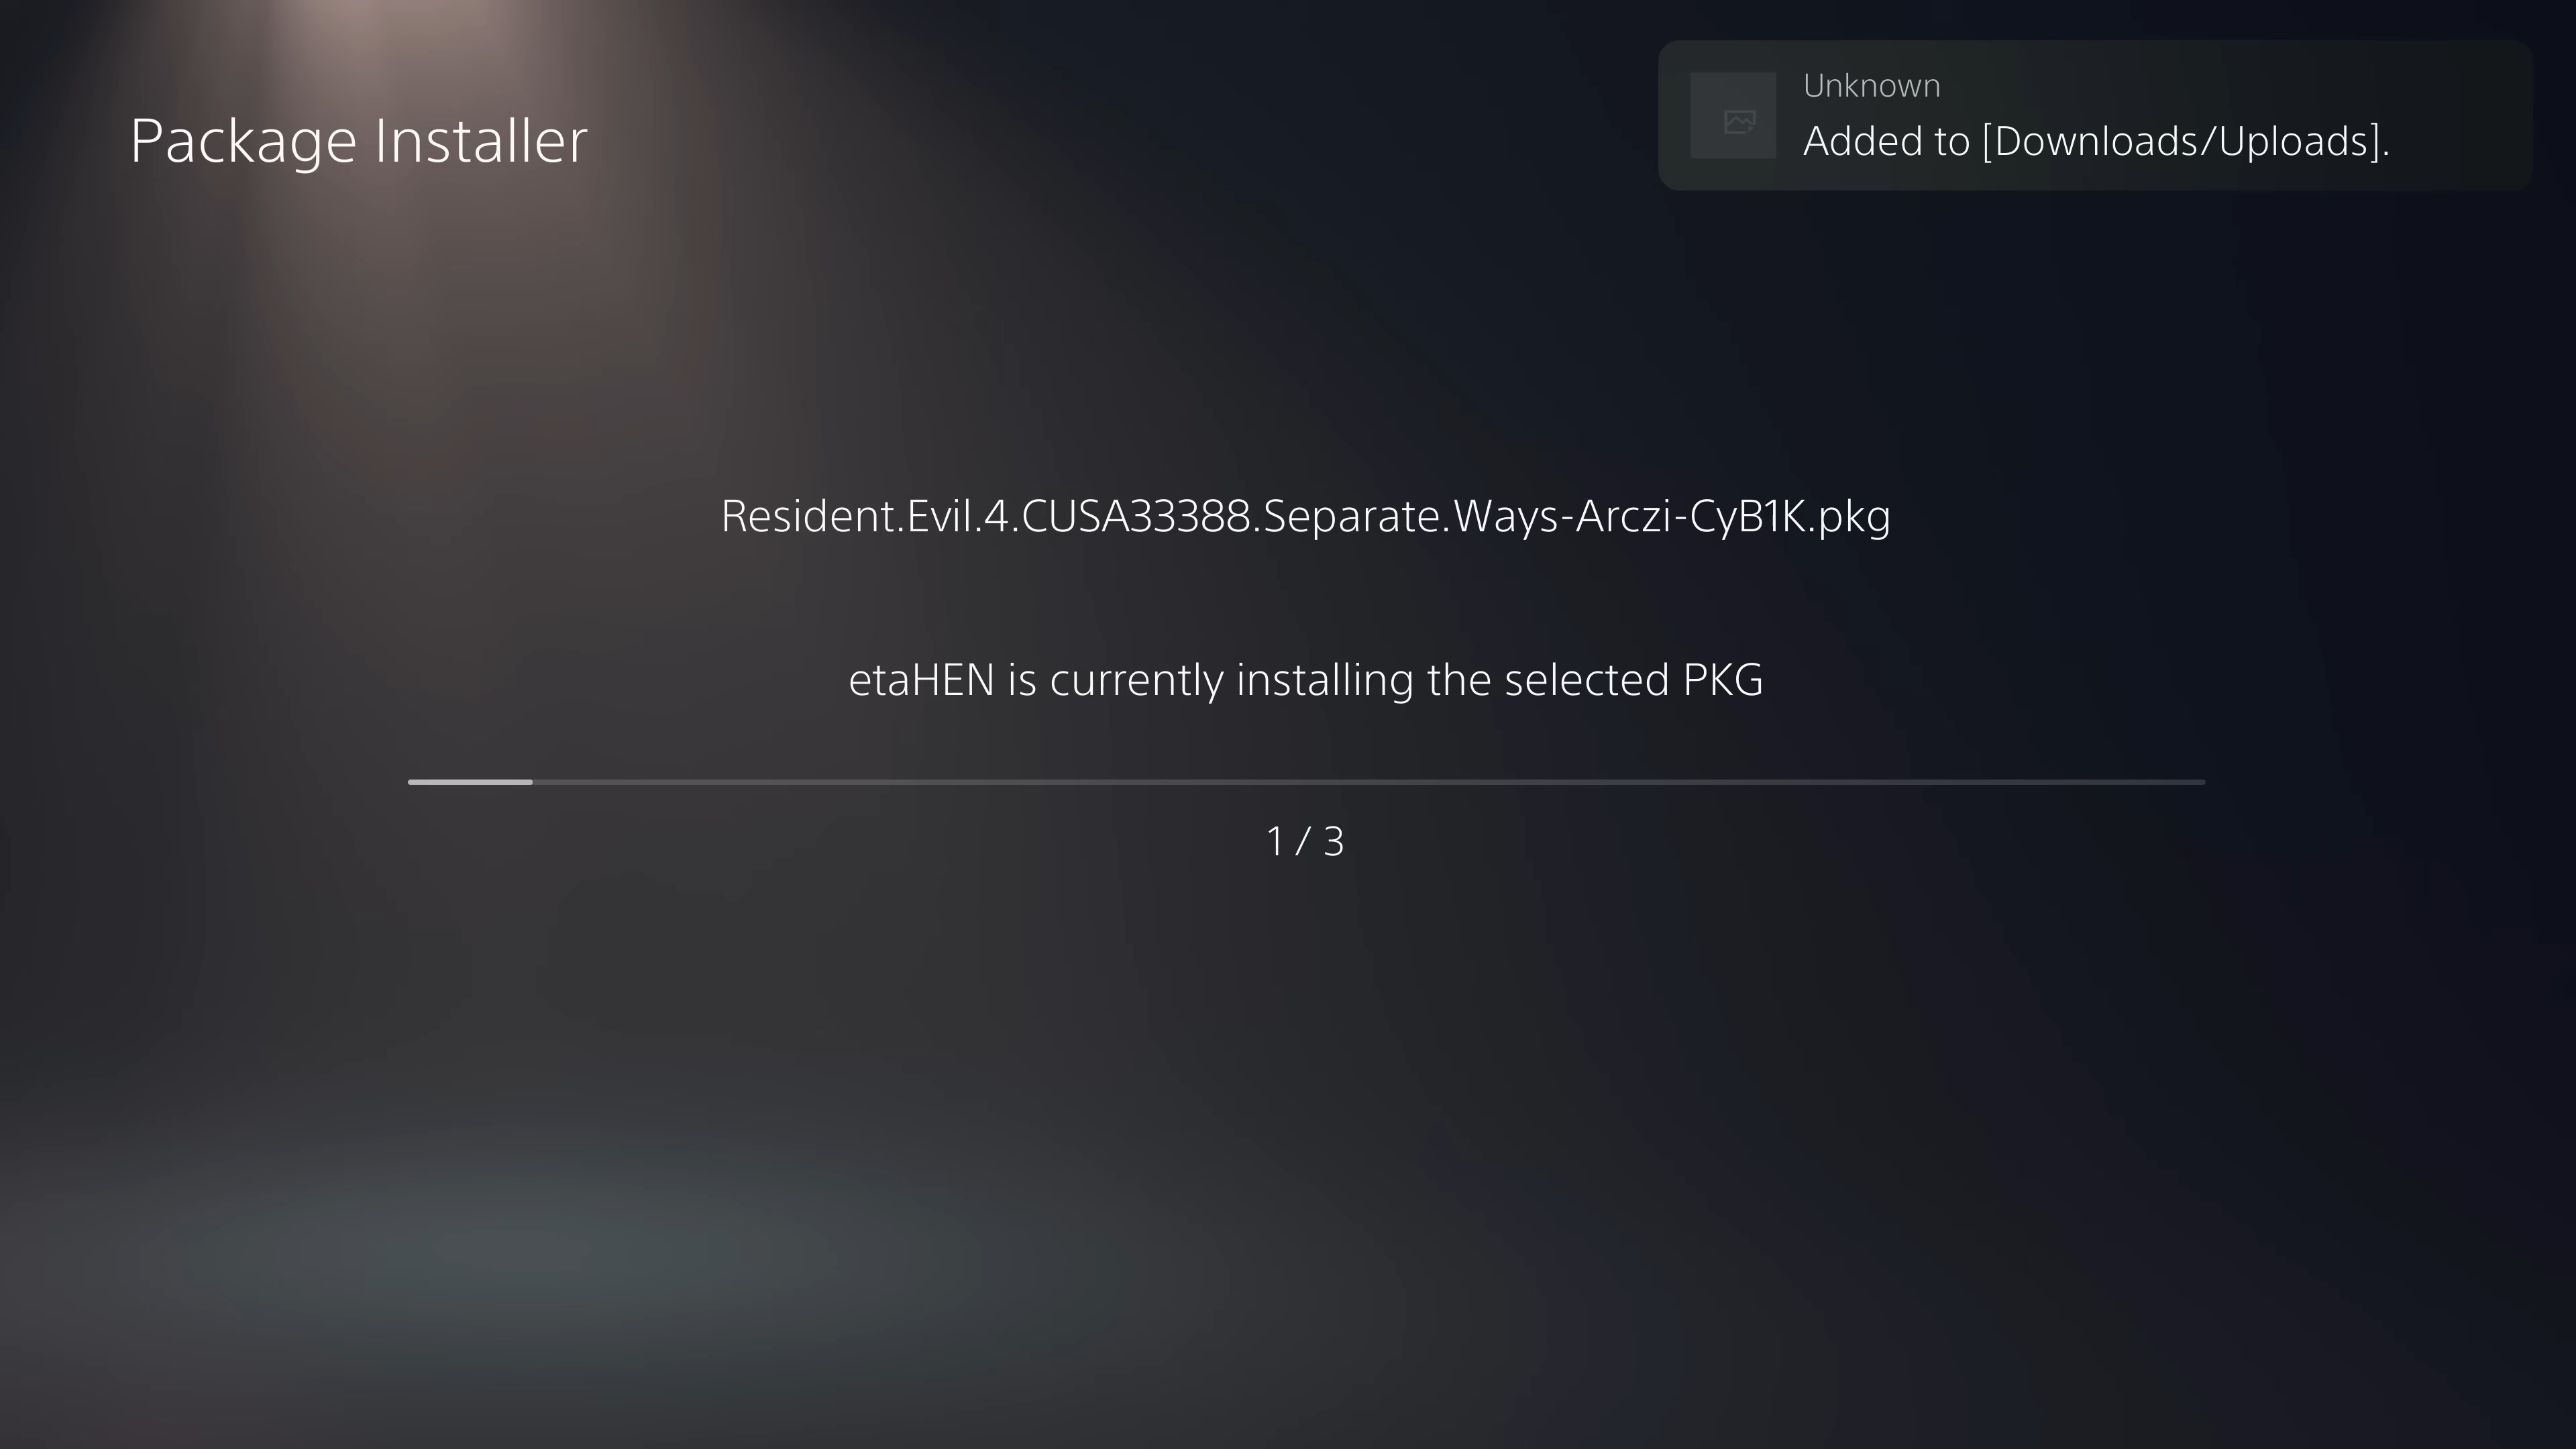 Package Installer
Unknown
Added to [Downloads/Uploads].
Resident.Evil.4.CUSA33388.Separate.Ways-Arczi-CyB1K.pkg
etaHEN is currently installing the selected PKG
1 / 3